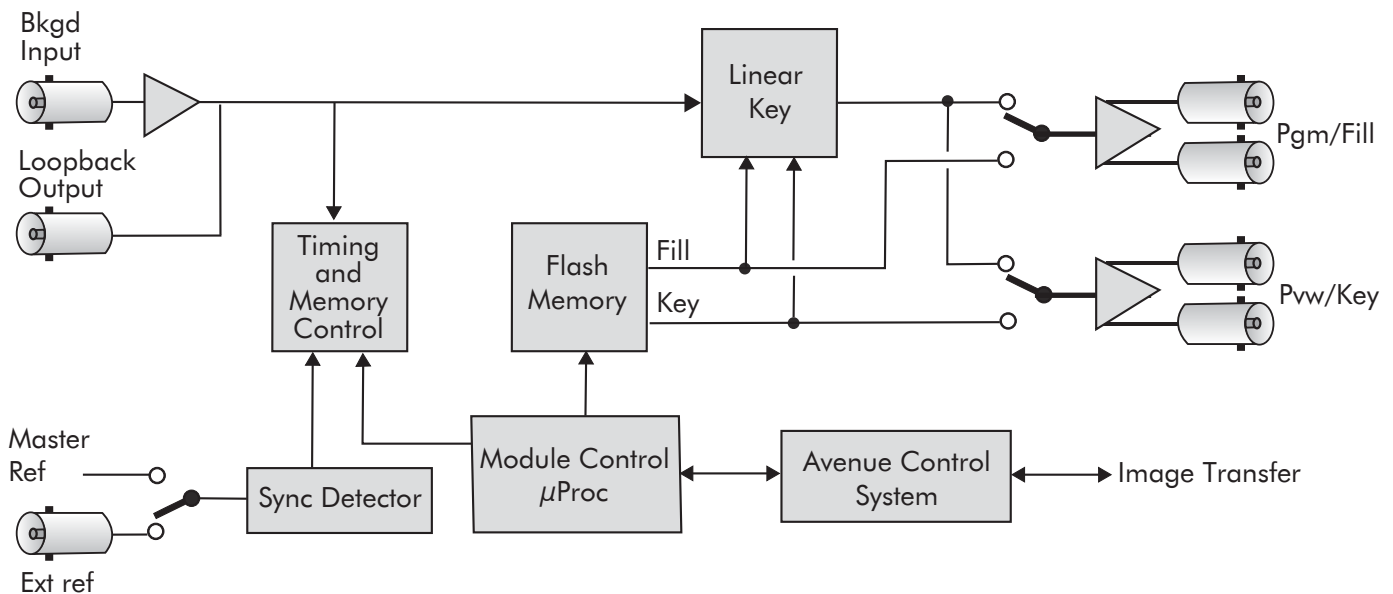 Bkgd
Input
Linear
Key
Pgm/Fill
Loopback
Output
Timing
and
Memory
Control
Flash
Memory
Fill
Key
Pvw/Key
Master
Ref
Sync Detector
Module Control
µProc
Avenue Control
System
Image Transfer
Ext ref